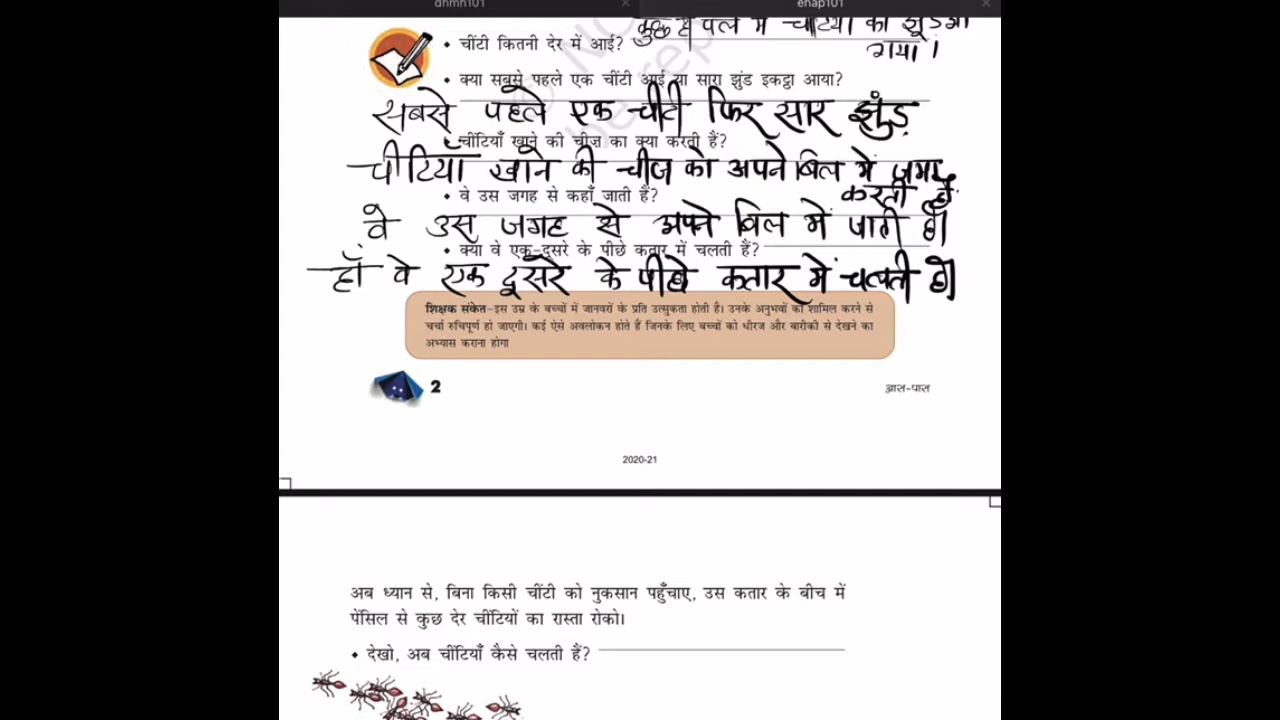 dhmh101
ehap101
कुछ ही पल में चीटियों का झुंड आ
• चींटी कितनी देर में आई?
गया।
• क्या सबसे पहले एक चींटी आई या सारा झुंड इकट्ठा आया?
सबसे पहले एक चींटी फिर सार झुंड़
• चींटियाँ खाने की चीज़ का क्या करती हैं?
चीटियाँ खाने की चीज को अपने बिल में जमा
करती हैं
• वे उस जगह से कहाँ जाती हैं?
वे उस जगह से अपने बिल में जाती हैं।
• क्या वे एक-दूसरे के पीछे कतार में चलती हैं?
हाँ वे एक दूसरे के पीछे कतार में चलती हैं।
शिक्षक संकेत–इस उम्र के बच्चों में जानवरों के प्रति उत्सुकता होती है। उनके अनुभवों को शामिल करने से
चर्चा रुचिपूर्ण हो जाएगी। कई ऐसे अवलोकन होते हैं जिनके लिए बच्चों को धीरज और बारीकी से देखने का
अभ्यास कराना होगा
2
आस-पास
2020-21
अब ध्यान से, बिना किसी चींटी को नुकसान पहुँचाए, उस कतार के बीच में
पेंसिल से कुछ देर चींटियों का रास्ता रोको।
• देखो, अब चींटियाँ कैसे चलती हैं?